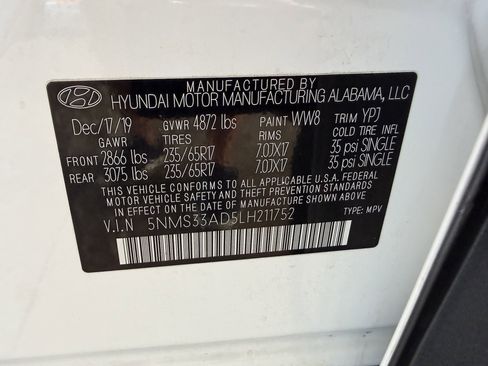 MANUFACTURED BY
HYUNDAI MOTOR MANUFACTURING ALABAMA, LLC
Dec/17/19 GVWR 4872 lbs PAINT WW8 TRIM YPJ
GAWR TIRES RIMS COLD TIRE INFL
FRONT 2866 lbs 235/65R17 7.0JX17 35 psi SINGLE
REAR 3075 lbs 235/65R17 7.0JX17 35 psi SINGLE
THIS VEHICLE CONFORMS TO ALL APPLICABLE U.S.A. FEDERAL
MOTOR VEHICLE SAFETY AND THEFT PREVENTION STANDARDS
IN EFFECT ON THE DATE OF MANUFACTURE SHOWN ABOVE.
V.I.N 5NMS33AD5LH211752 TYPE: MPV